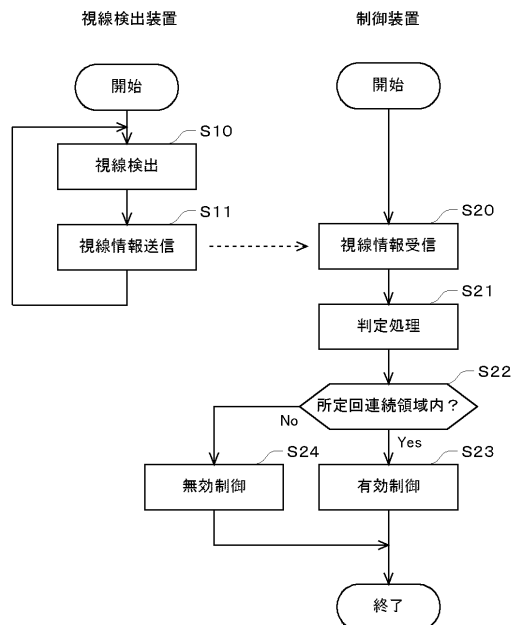 視線検出装置
制御装置
開始
開始
S10
視線検出
S11
視線情報送信
S20
視線情報受信
S21
判定処理
S22
所定回連続領域内？
No
Yes
S24
無効制御
S23
有効制御
終了